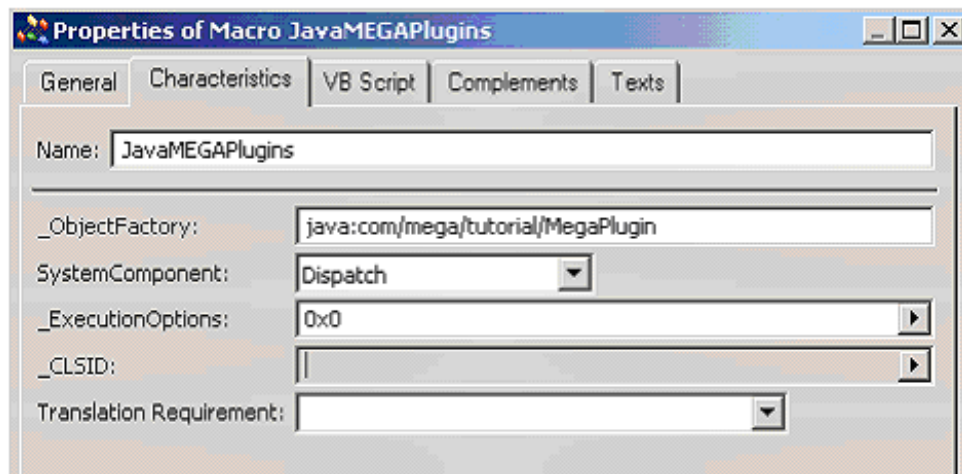 Properties of Macro JavaMEGAPlugins
General Characteristics VB Script Complements Texts
Name: JavaMEGAPlugins
_ObjectFactory: java:com/mega/tutorial/MegaPlugin
SystemComponent: Dispatch
_ExecutionOptions: 0x0
_CLSID:
Translation Requirement: